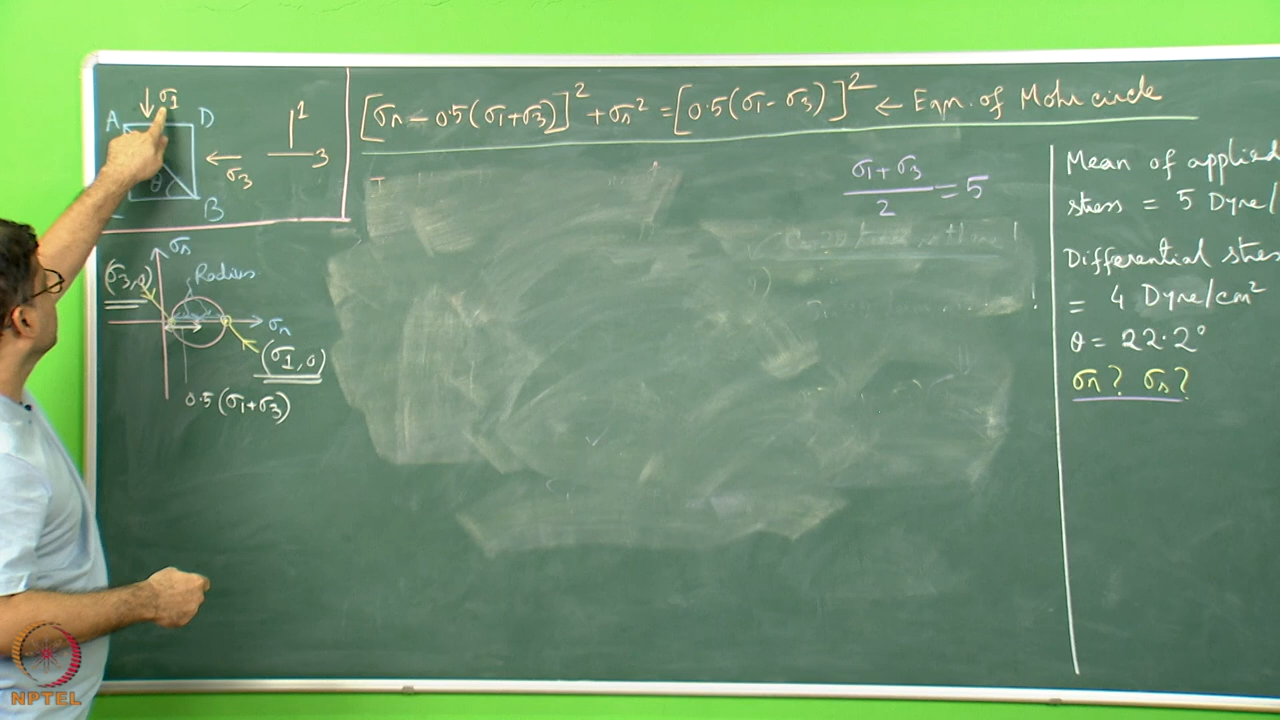 σ1
A D
σ3
θ
B
1
3
[σn - 0.5(σ1+σ3)]² + σs² = [0.5(σ1-σ3)]² ← Eqn. of Mohr circle
σ1 + σ3 / 2 = 5
σs
(σ3,0)
Radius
σn
(σ1,0)
0.5(σ1+σ3)
Mean of applied
stress = 5 Dyne/
Differential stress
= 4 Dyne/cm²
θ = 22.2°
σn? σs?
NPTEL